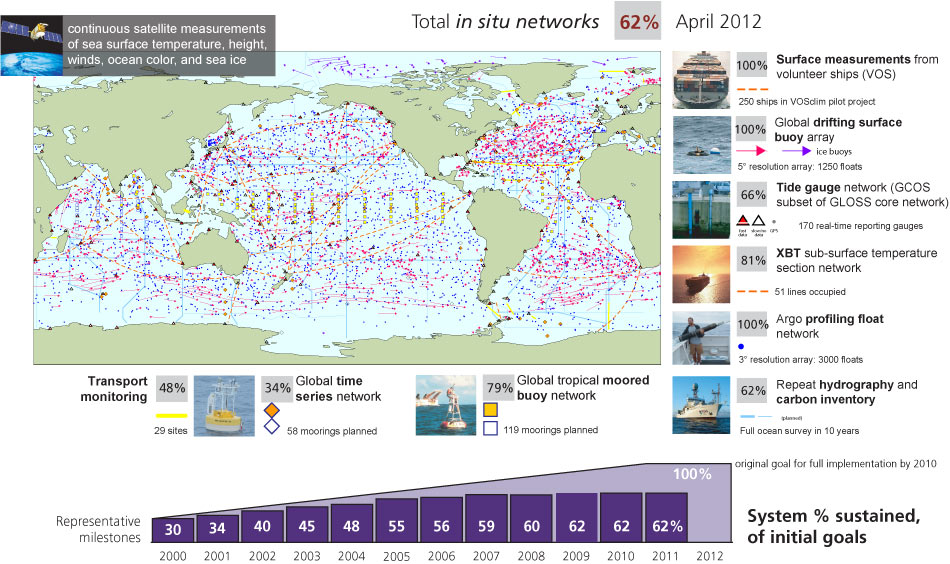 Total in situ networks 62% April 2012
continuous satellite measurements
of sea surface temperature, height,
winds, ocean color, and sea ice
100%
Surface measurements from
volunteer ships (VOS)
250 ships in VOSclim pilot project
100%
Global drifting surface
buoy array
ice buoys
5° resolution array: 1250 floats
66%
Tide gauge network (GCOS
subset of GLOSS core network)
170 real-time reporting gauges
81%
XBT sub-surface temperature
section network
51 lines occupied
100%
Argo profiling float
network
3° resolution array: 3000 floats
62%
Repeat hydrography and
carbon inventory
(planned)
Full ocean survey in 10 years
Transport
monitoring
48%
29 sites
34%
Global time
series network
58 moorings planned
79%
Global tropical moored
buoy network
119 moorings planned
original goal for full implementation by 2010
100%
Representative
milestones
30 34 40 45 48 55 56 59 60 62 62 62%
2000 2001 2002 2003 2004 2005 2006 2007 2008 2009 2010 2011 2012
System % sustained,
of initial goals